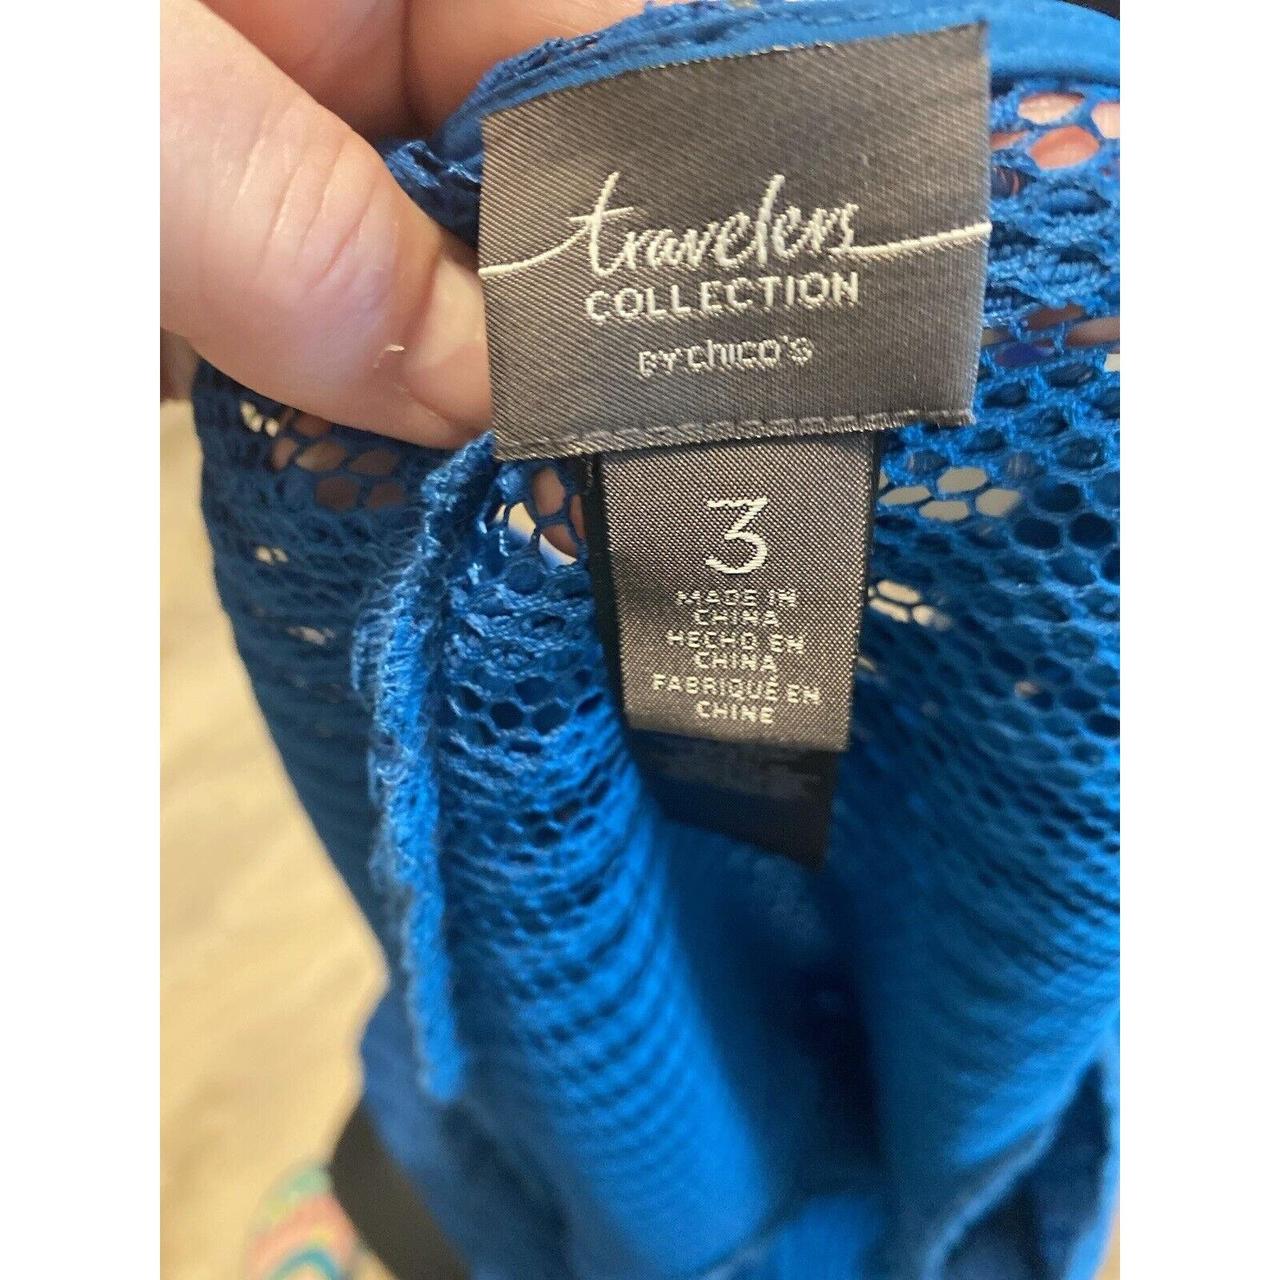 travelers
COLLECTION
BY chico's
3
MADE IN
CHINA
HECHO EN
CHINA
FABRIQUÉ EN
CHINE